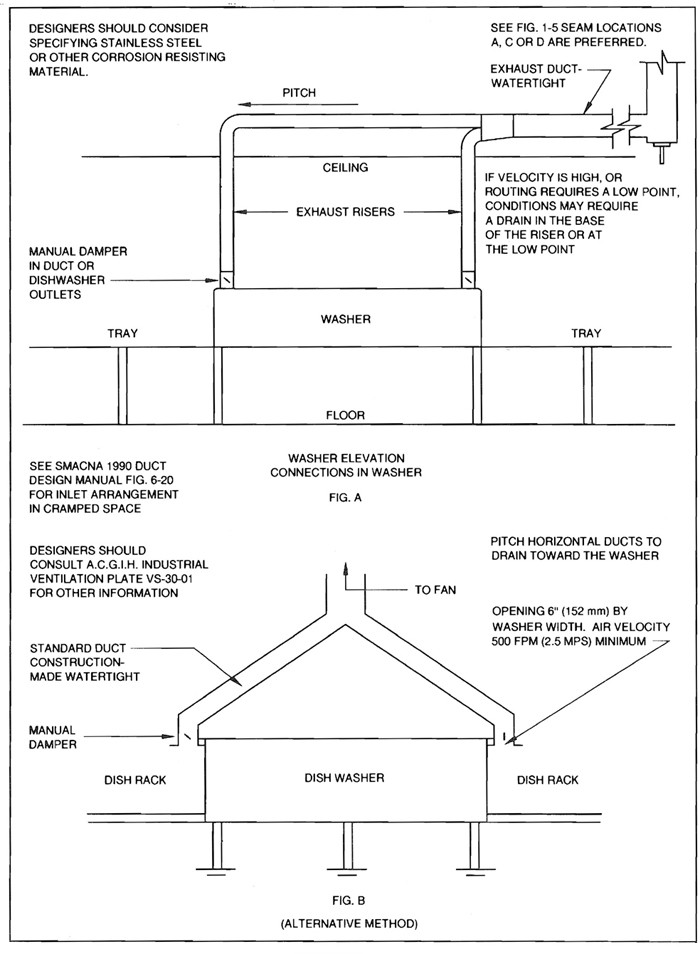 DESIGNERS SHOULD CONSIDER
SPECIFYING STAINLESS STEEL
OR OTHER CORROSION RESISTING
MATERIAL.
SEE FIG. 1-5 SEAM LOCATIONS
A, C OR D ARE PREFERRED.
EXHAUST DUCT-
WATERTIGHT
PITCH
CEILING
IF VELOCITY IS HIGH, OR
ROUTING REQUIRES A LOW POINT,
CONDITIONS MAY REQUIRE
A DRAIN IN THE BASE
OF THE RISER OR AT
THE LOW POINT
EXHAUST RISERS
MANUAL DAMPER
IN DUCT OR
DISHWASHER
OUTLETS
WASHER
TRAY
TRAY
FLOOR
WASHER ELEVATION
CONNECTIONS IN WASHER
FIG. A
SEE SMACNA 1990 DUCT
DESIGN MANUAL FIG. 6-20
FOR INLET ARRANGEMENT
IN CRAMPED SPACE
PITCH HORIZONTAL DUCTS TO
DRAIN TOWARD THE WASHER
DESIGNERS SHOULD
CONSULT A.C.G.I.H. INDUSTRIAL
VENTILATION PLATE VS-30-01
FOR OTHER INFORMATION
TO FAN
OPENING 6" (152 mm) BY
WASHER WIDTH. AIR VELOCITY
500 FPM (2.5 MPS) MINIMUM
STANDARD DUCT
CONSTRUCTION-
MADE WATERTIGHT
MANUAL
DAMPER
DISH RACK
DISH WASHER
DISH RACK
FIG. B
(ALTERNATIVE METHOD)